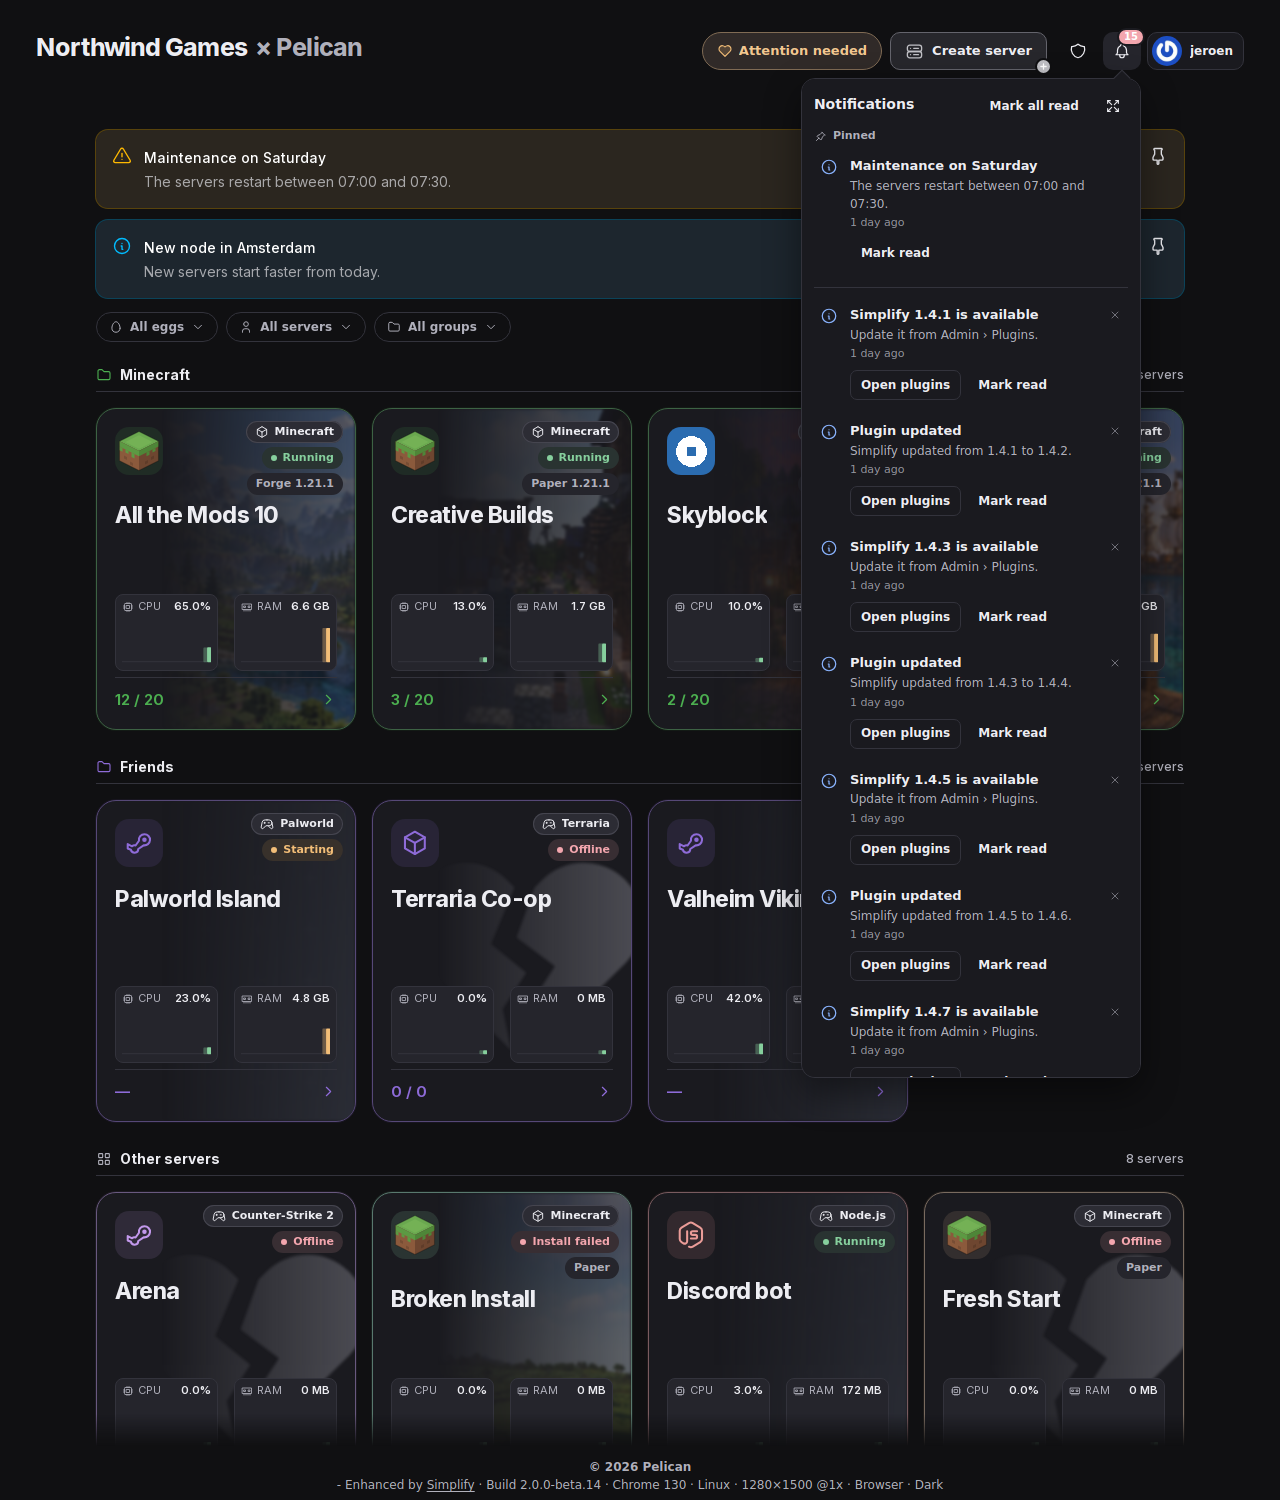 Northwind Games × Pelican
Attention needed
Create server
15
jeroen
Notifications
Mark all read
Pinned
Maintenance on Saturday
The servers restart between 07:00 and
07:30.
1 day ago
Mark read
Simplify 1.4.1 is available
Update it from Admin › Plugins.
1 day ago
Open plugins
Mark read
Plugin updated
Simplify updated from 1.4.1 to 1.4.2.
1 day ago
Open plugins
Mark read
Simplify 1.4.3 is available
Update it from Admin › Plugins.
1 day ago
Open plugins
Mark read
Plugin updated
Simplify updated from 1.4.3 to 1.4.4.
1 day ago
Open plugins
Mark read
Simplify 1.4.5 is available
Update it from Admin › Plugins.
1 day ago
Open plugins
Mark read
Plugin updated
Simplify updated from 1.4.5 to 1.4.6.
1 day ago
Open plugins
Mark read
Simplify 1.4.7 is available
Update it from Admin › Plugins.
1 day ago
Maintenance on Saturday
The servers restart between 07:00 and 07:30.
New node in Amsterdam
New servers start faster from today.
All eggs
All servers
All groups
Minecraft
servers
Minecraft
Running
Forge 1.21.1
All the Mods 10
CPU 65.0%
RAM 6.6 GB
12 / 20
Minecraft
Running
Paper 1.21.1
Creative Builds
CPU 13.0%
RAM 1.7 GB
3 / 20
Skyblock
CPU 10.0%
2 / 20
GB
Friends
servers
Palworld
Starting
Palworld Island
CPU 23.0%
RAM 4.8 GB
—
Terraria
Offline
Terraria Co-op
CPU 0.0%
RAM 0 MB
0 / 0
Valheim
CPU 42.0%
—
Other servers
8 servers
Counter-Strike 2
Offline
Arena
CPU 0.0%
RAM 0 MB
Minecraft
Install failed
Paper
Broken Install
CPU 0.0%
RAM 0 MB
Node.js
Running
Discord bot
CPU 3.0%
RAM 172 MB
Minecraft
Offline
Paper
Fresh Start
CPU 0.0%
RAM 0 MB
© 2026 Pelican
- Enhanced by Simplify · Build 2.0.0-beta.14 · Chrome 130 · Linux · 1280×1500 @1x · Browser · Dark